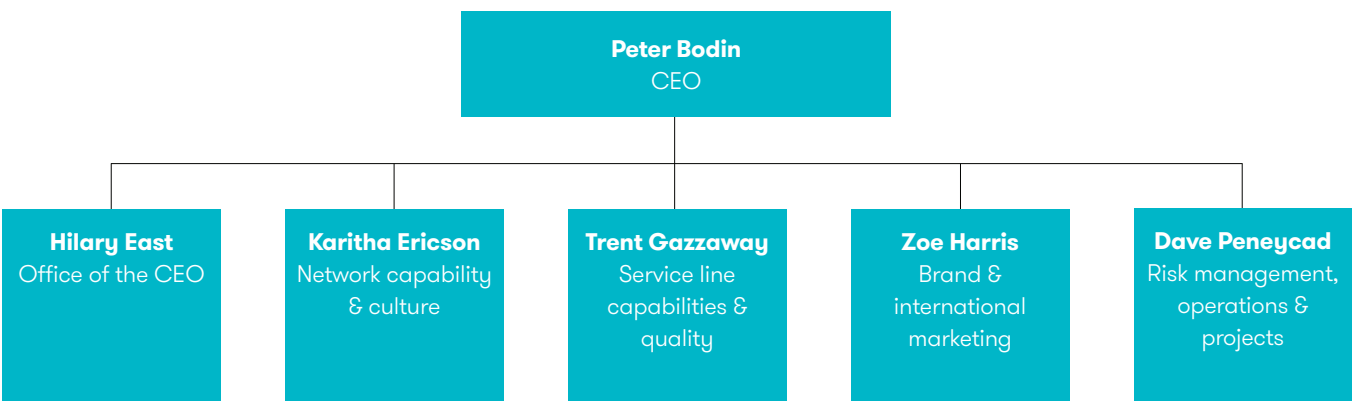 Peter Bodin
CEO
Hilary East
Office of the CEO
Karitha Ericson
Network capability
& culture
Trent Gazzaway
Service line
capabilities &
quality
Zoe Harris
Brand &
international
marketing
Dave Peneycad
Risk management,
operations &
projects